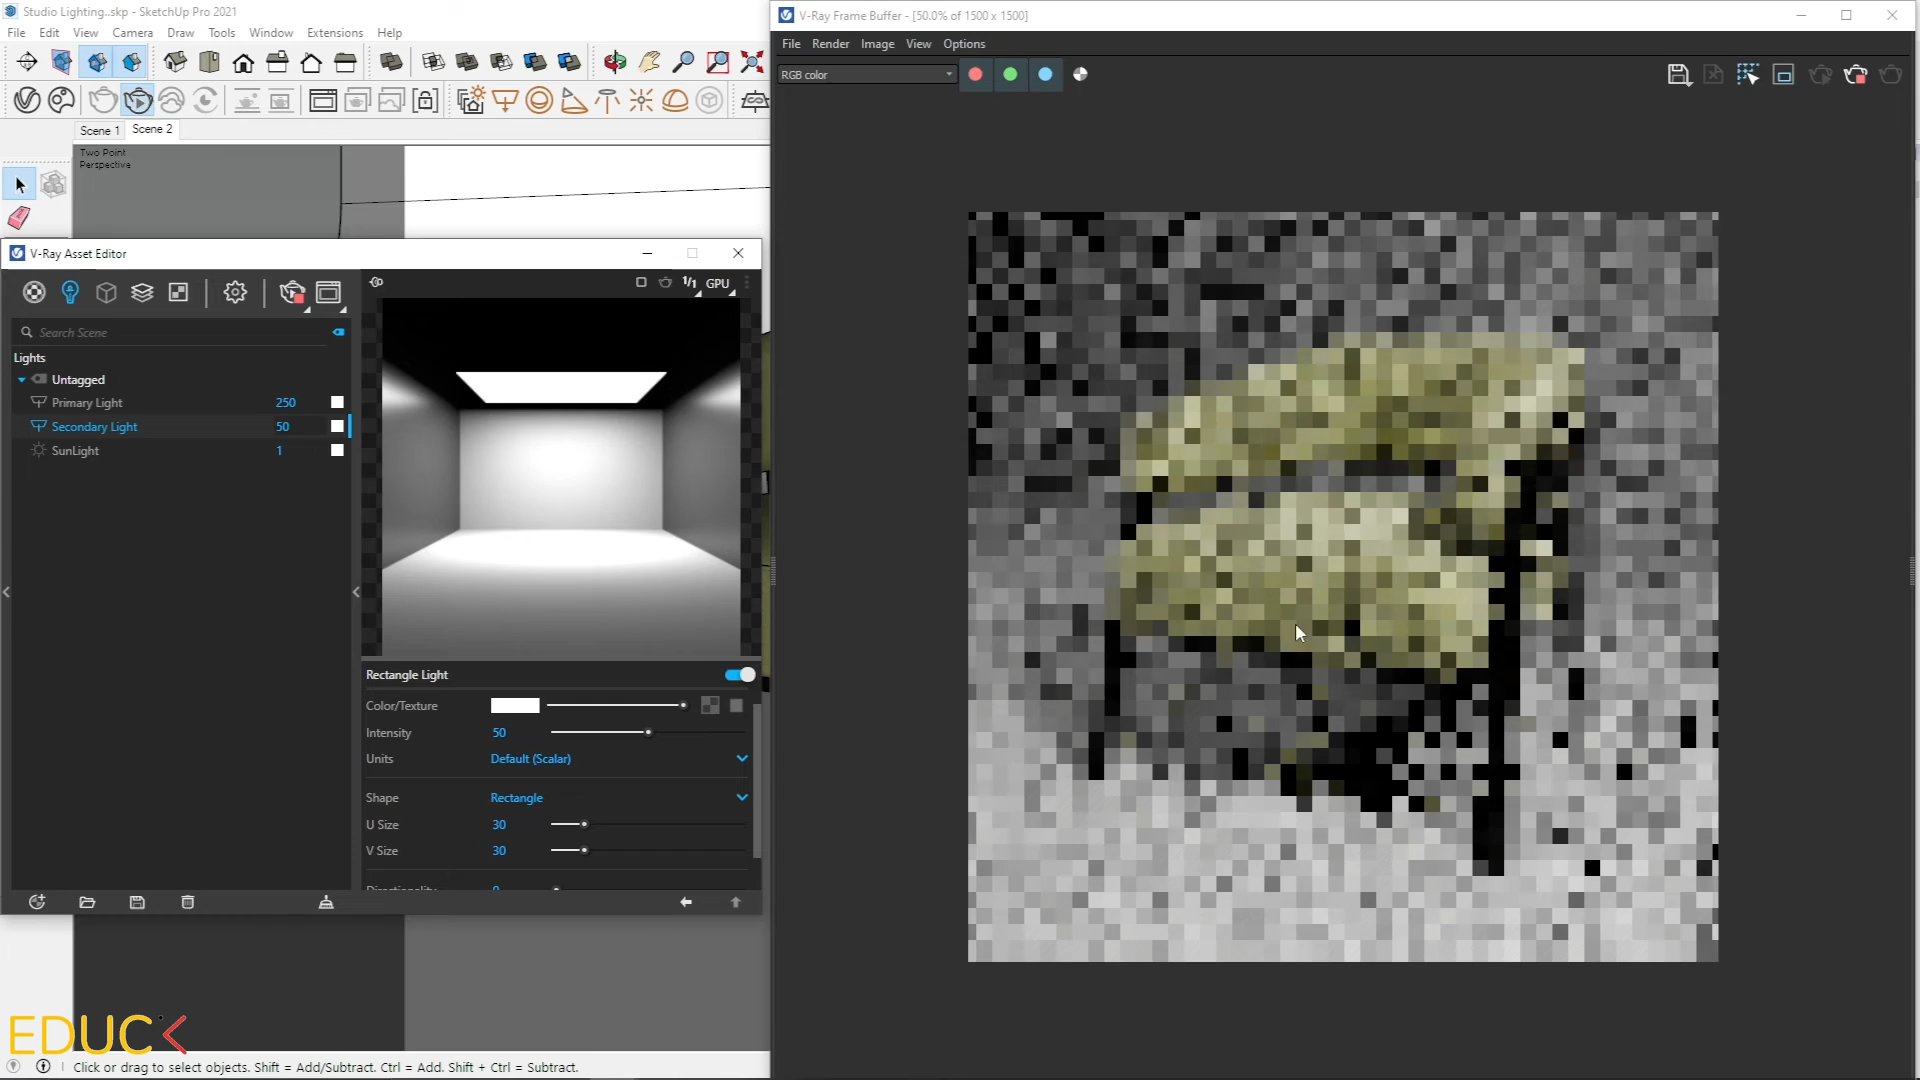 Studio Lighting..skp - SketchUp Pro 2021
File Edit View Camera Draw Tools Window Extensions Help
Scene 1 Scene 2
Two Point
Perspective
V-Ray Asset Editor
1/1 GPU
Search Scene
Lights
Untagged
Primary Light 250
Secondary Light 50
SunLight 1
Rectangle Light
Color/Texture
Intensity 50
Units Default (Scalar)
Shape Rectangle
U Size 30
V Size 30
Directionality 0
EDUC
Click or drag to select objects. Shift = Add/Subtract. Ctrl = Add. Shift + Ctrl = Subtract.
V-Ray Frame Buffer - [50.0% of 1500 x 1500]
File Render Image View Options
RGB color